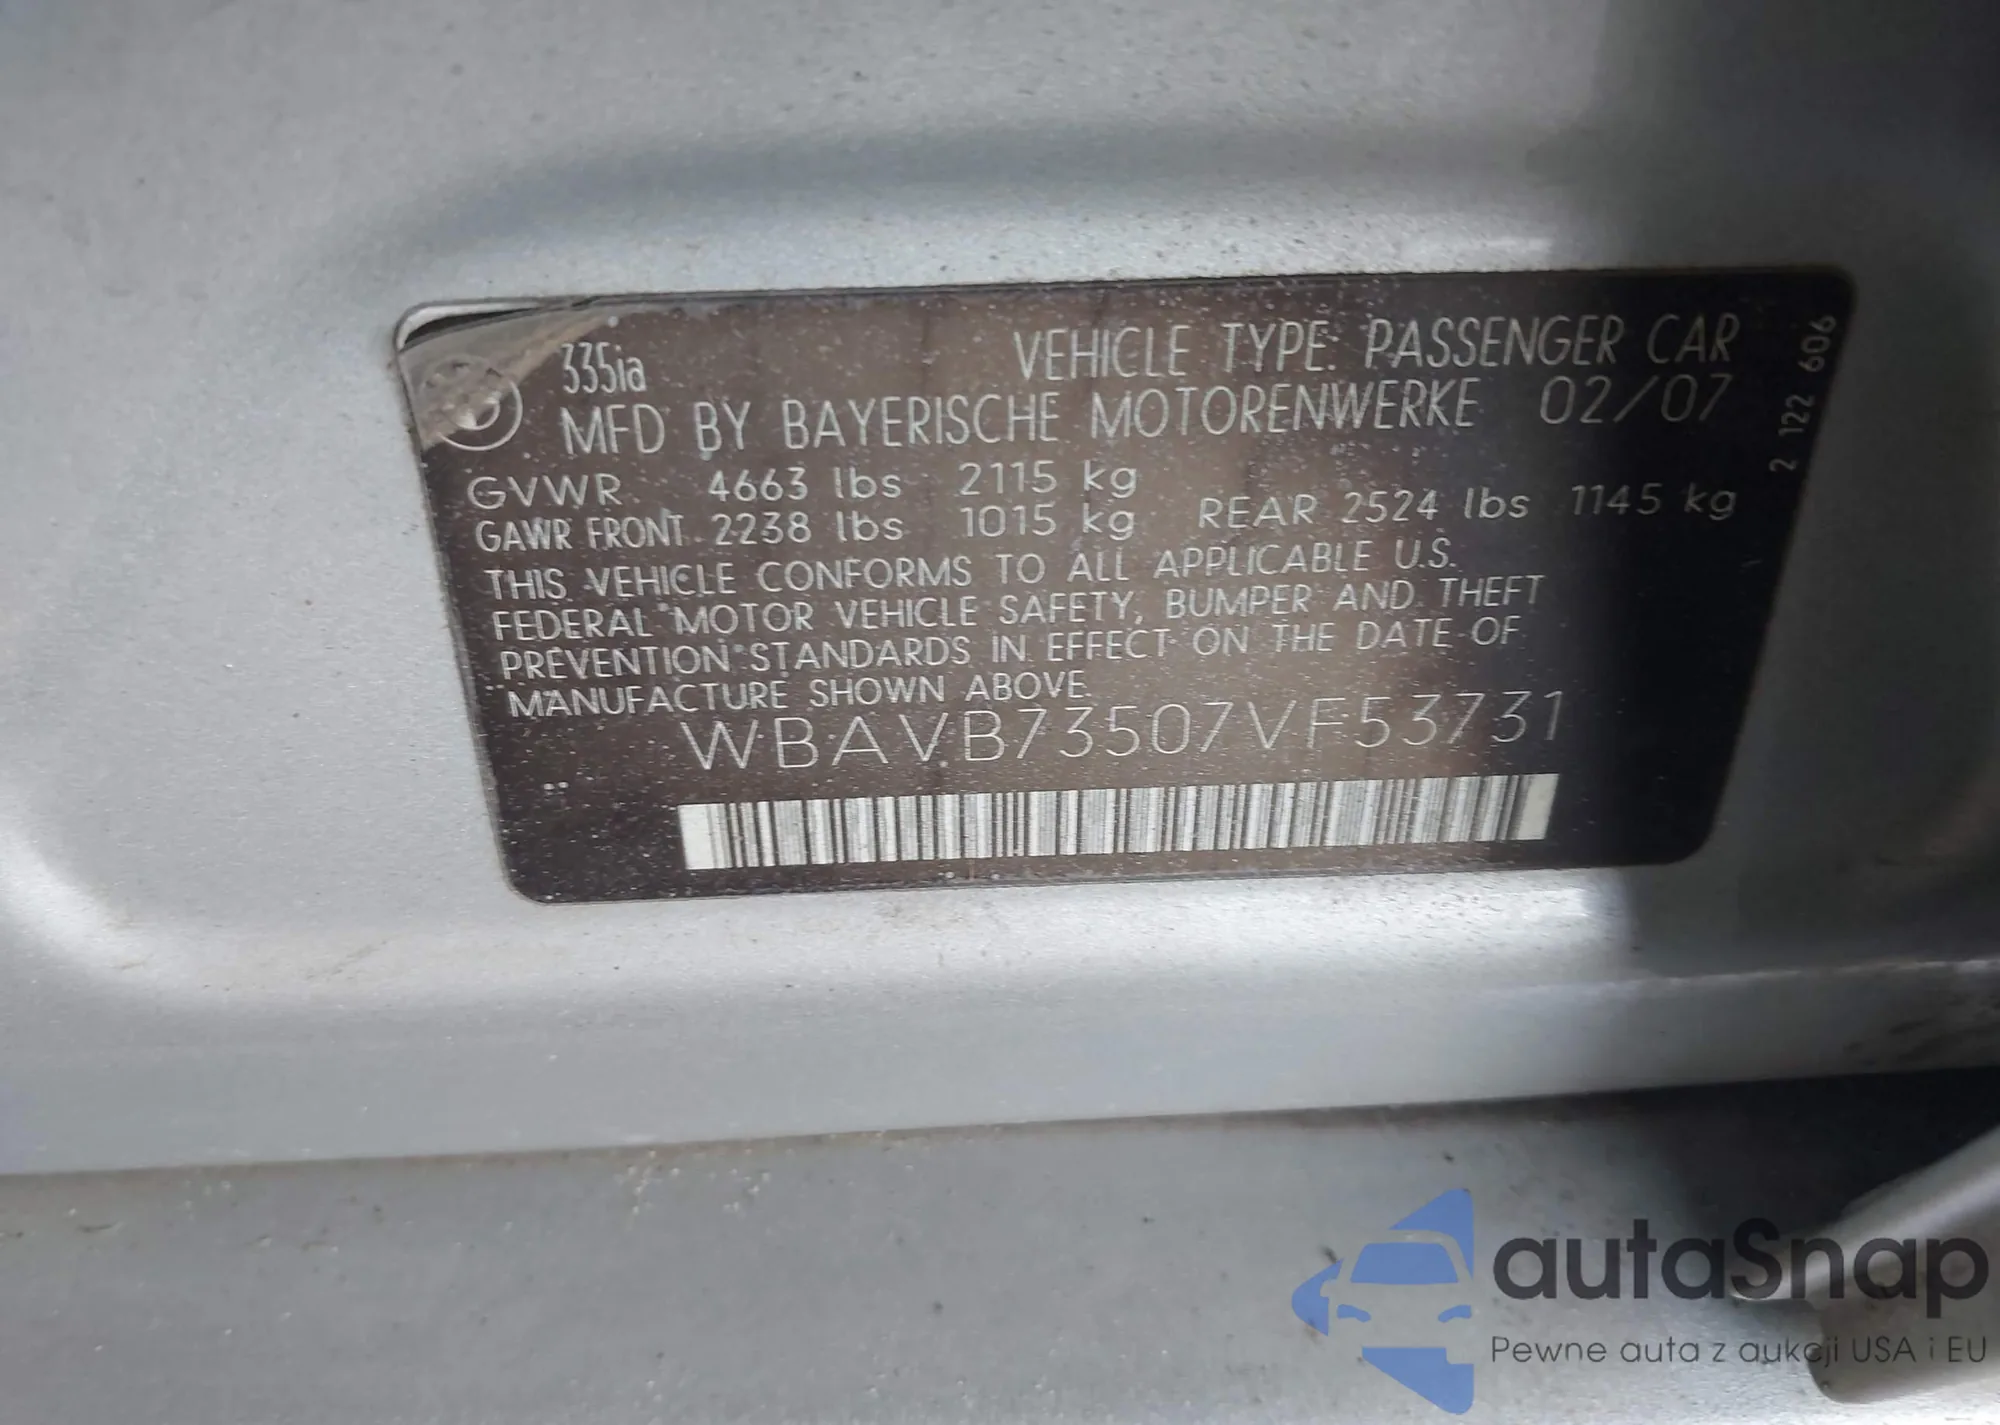 335ia
VEHICLE TYPE: PASSENGER CAR
MFD BY BAYERISCHE MOTORENWERKE 02/07
GVWR 4663 lbs 2115 kg
GAWR FRONT 2238 lbs 1015 kg REAR 2524 lbs 1145 kg
THIS VEHICLE CONFORMS TO ALL APPLICABLE U.S.
FEDERAL MOTOR VEHICLE SAFETY, BUMPER AND THEFT
PREVENTION STANDARDS IN EFFECT ON THE DATE OF
MANUFACTURE SHOWN ABOVE.
WBAVB73507VF53731
2 122 606
autaSnap
Pewne auta z aukcji USA i EU